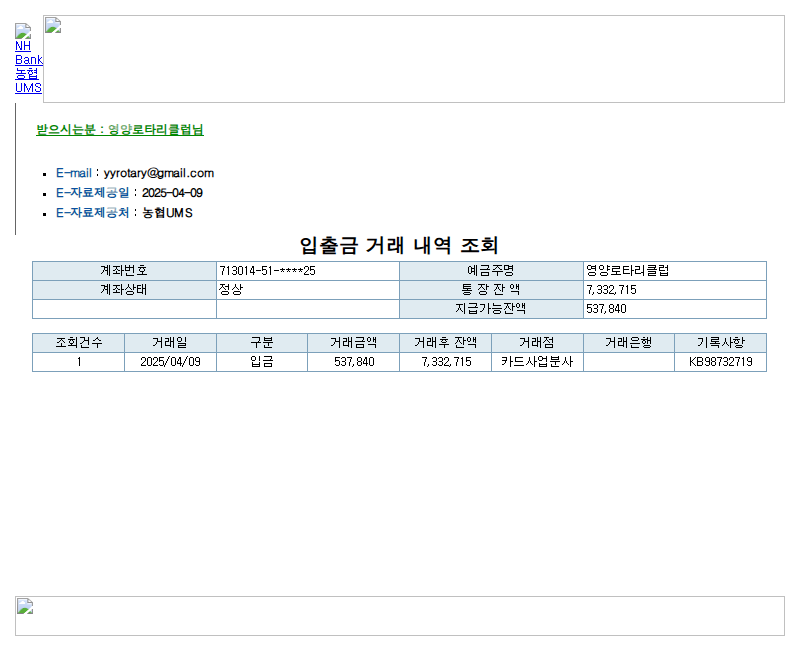 NH
Bank
농협
UMS
받으시는분 : 영양로타리클럽님
E-mail : yyrotary@gmail.com
E-자료제공일 : 2025-04-09
E-자료제공처 : 농협UMS
입출금 거래 내역 조회
계좌번호 713014-51-****25 예금주명 영양로타리클럽
계좌상태 정상 통 장 잔 액 7,332,715
지급가능잔액 537,840
조회건수 거래일 구분 거래금액 거래후 잔액 거래점 거래은행 기록사항
1 2025/04/09 입금 537,840 7,332,715 카드사업분사 KB98732719